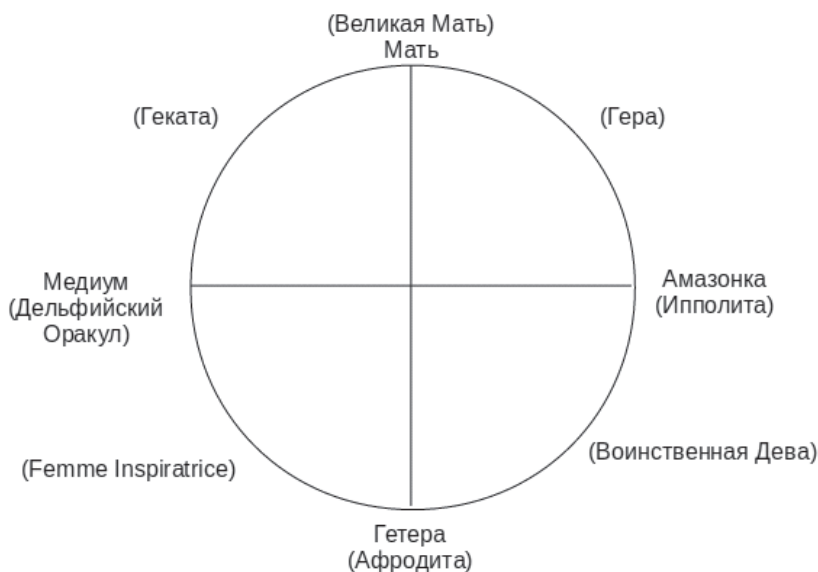 (Великая Мать)
Мать
(Геката)
(Гера)
Медиум
(Дельфийский
Оракул)
Амазонка
(Ипполита)
(Femme Inspiratrice)
(Воинственная Дева)
Гетера
(Афродита)